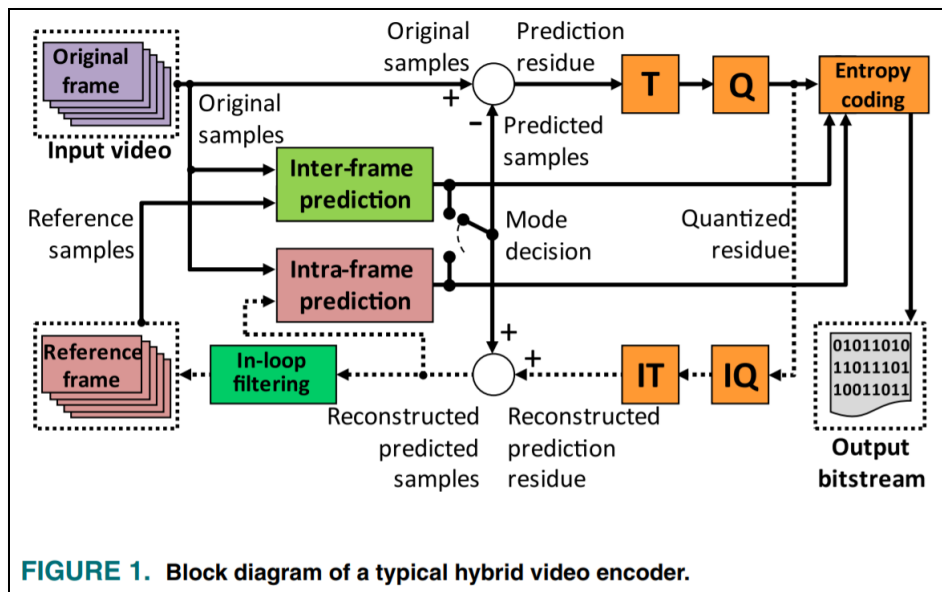 Original
frame
Input video
Original
samples
Prediction
residue
+
T
Q
Entropy
coding
Original
samples
-
Predicted
samples
Inter-frame
prediction
Reference
samples
Mode
decision
Quantized
residue
Intra-frame
prediction
Reference
frame
In-loop
filtering
+
+
IT
IQ
01011010
11011101
10011011
Reconstructed
predicted
samples
Reconstructed
prediction
residue
Output
bitstream
FIGURE 1. Block diagram of a typical hybrid video encoder.